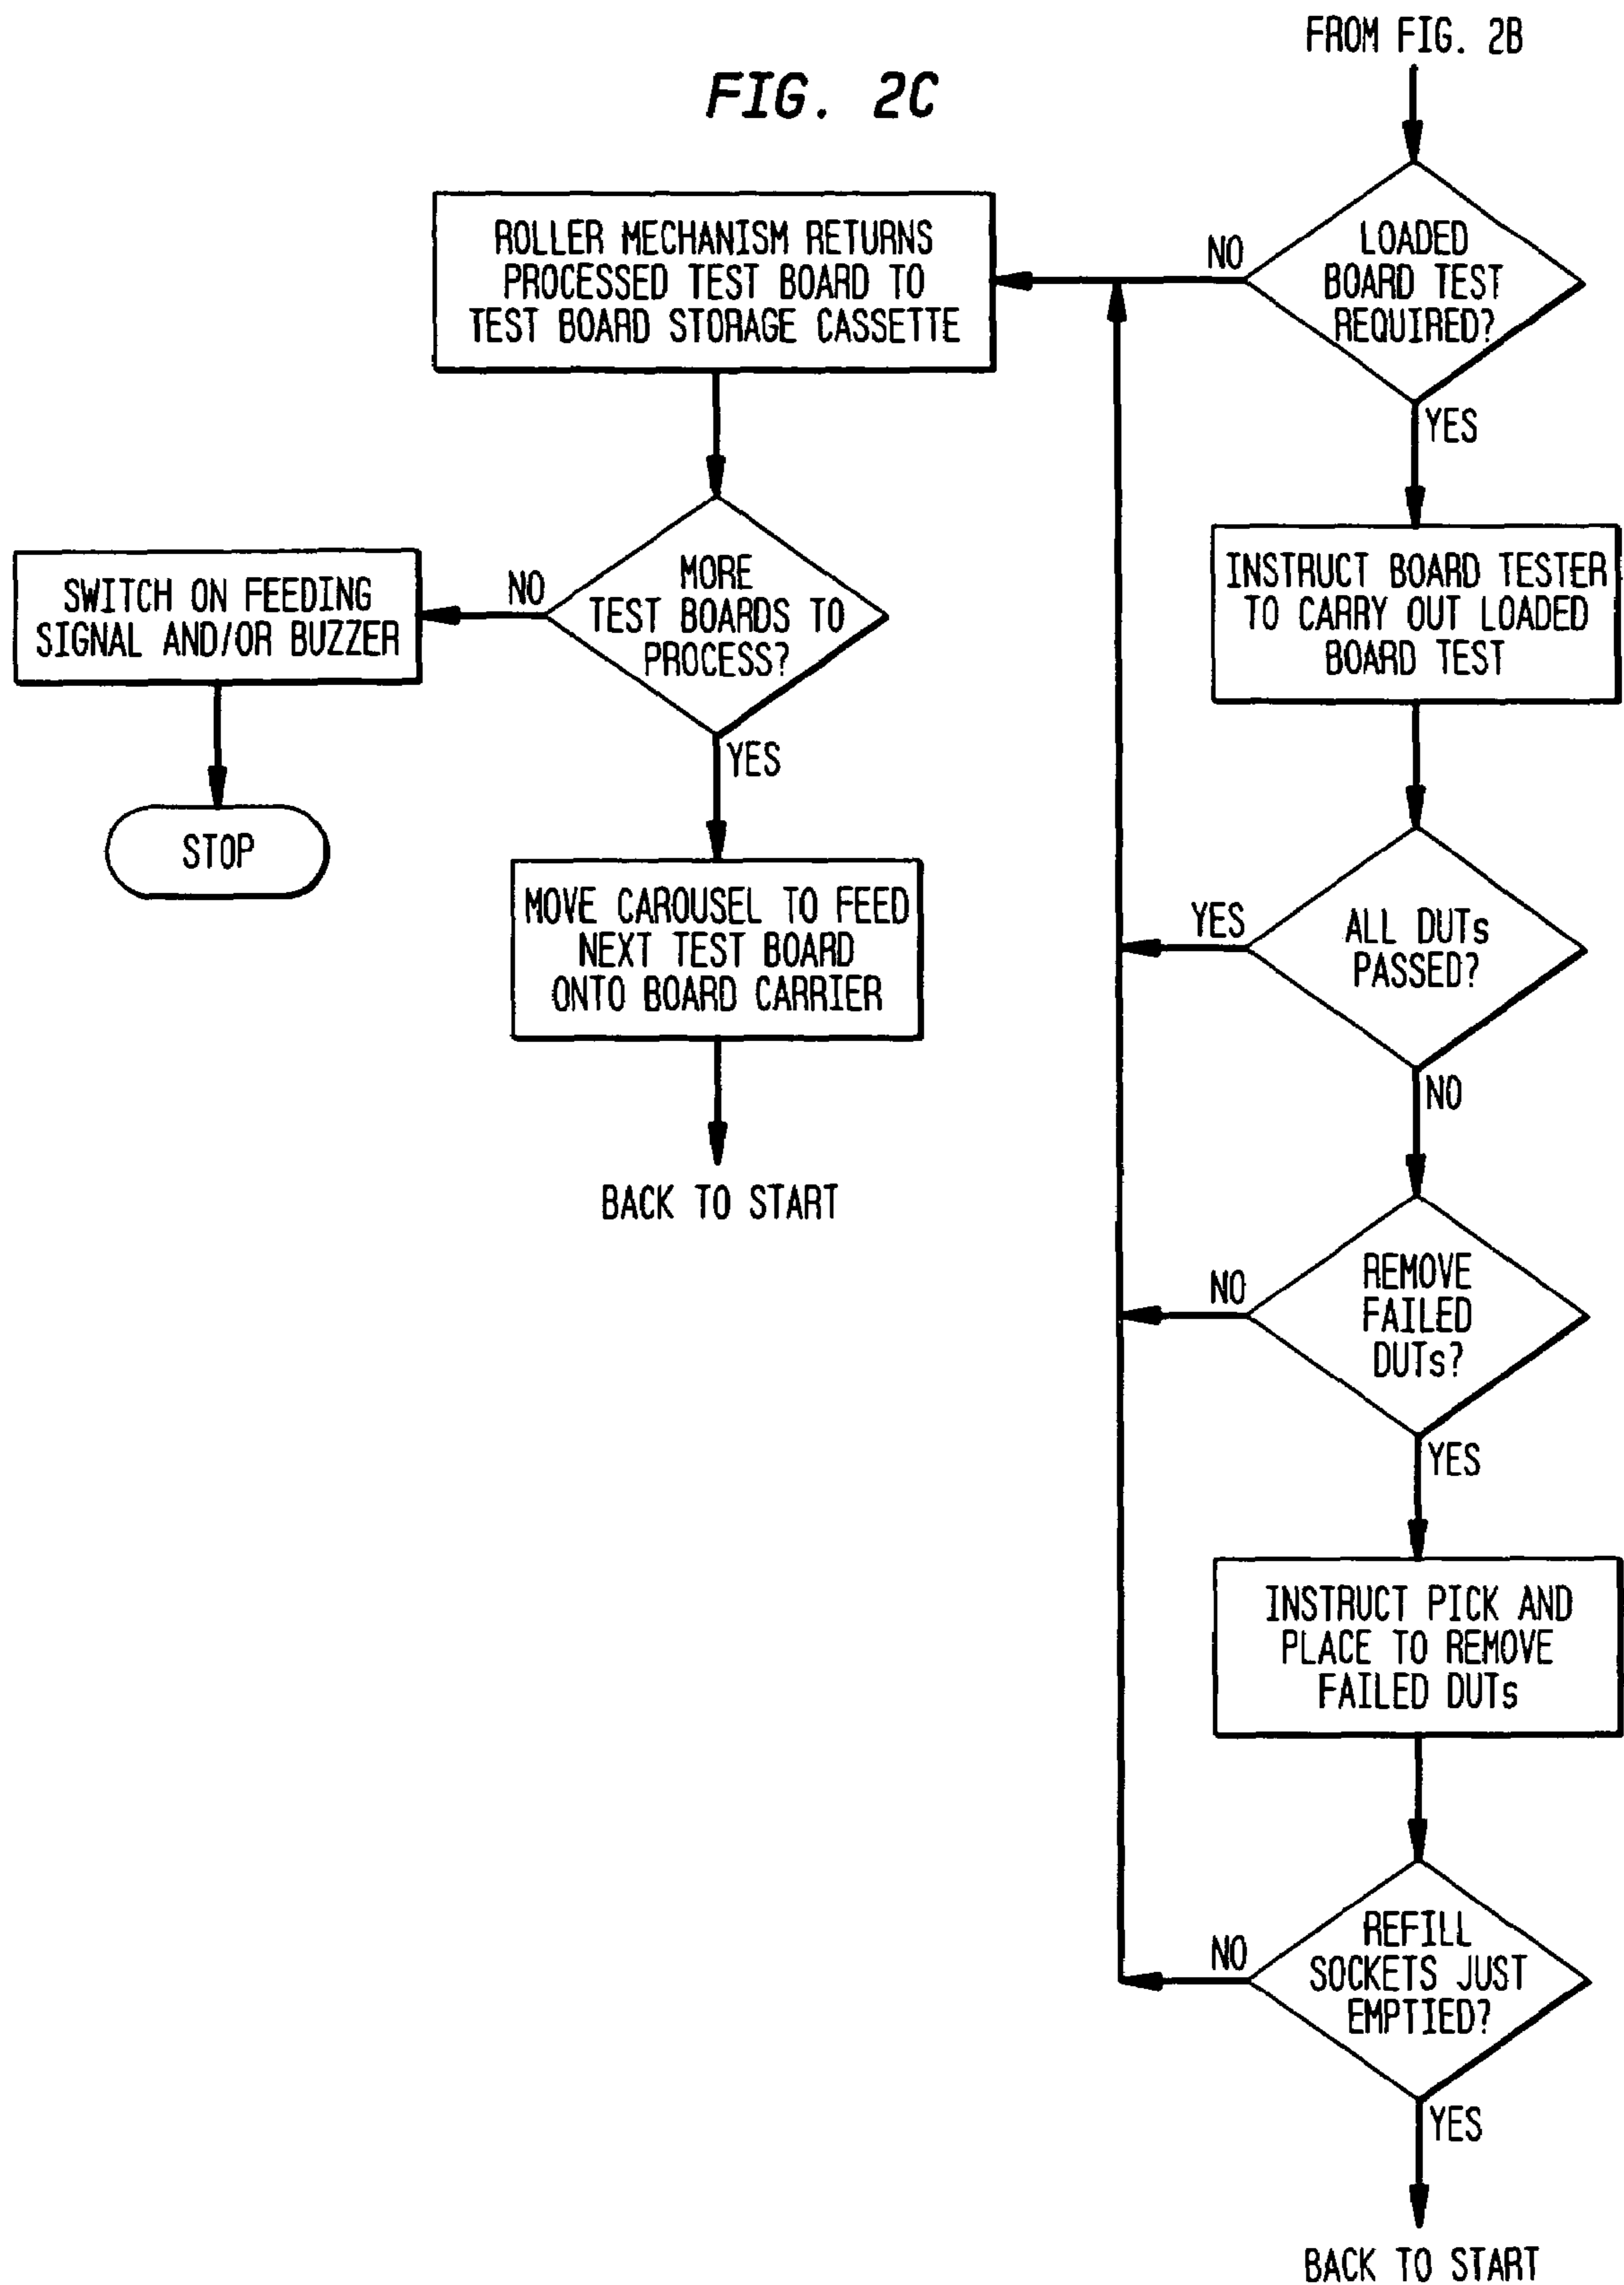 FROM FIG. 2B
FIG. 2C
LOADED
BOARD TEST
REQUIRED?
NO
YES
ROLLER MECHANISM RETURNS
PROCESSED TEST BOARD TO
TEST BOARD STORAGE CASSETTE
MORE
TEST BOARDS TO
PROCESS?
NO
YES
SWITCH ON FEEDING
SIGNAL AND/OR BUZZER
STOP
MOVE CAROUSEL TO FEED
NEXT TEST BOARD
ONTO BOARD CARRIER
BACK TO START
INSTRUCT BOARD TESTER
TO CARRY OUT LOADED
BOARD TEST
ALL DUTs
PASSED?
YES
NO
REMOVE
FAILED
DUTs?
NO
YES
INSTRUCT PICK AND
PLACE TO REMOVE
FAILED DUTs
REFILL
SOCKETS JUST
EMPTIED?
NO
YES
BACK TO START